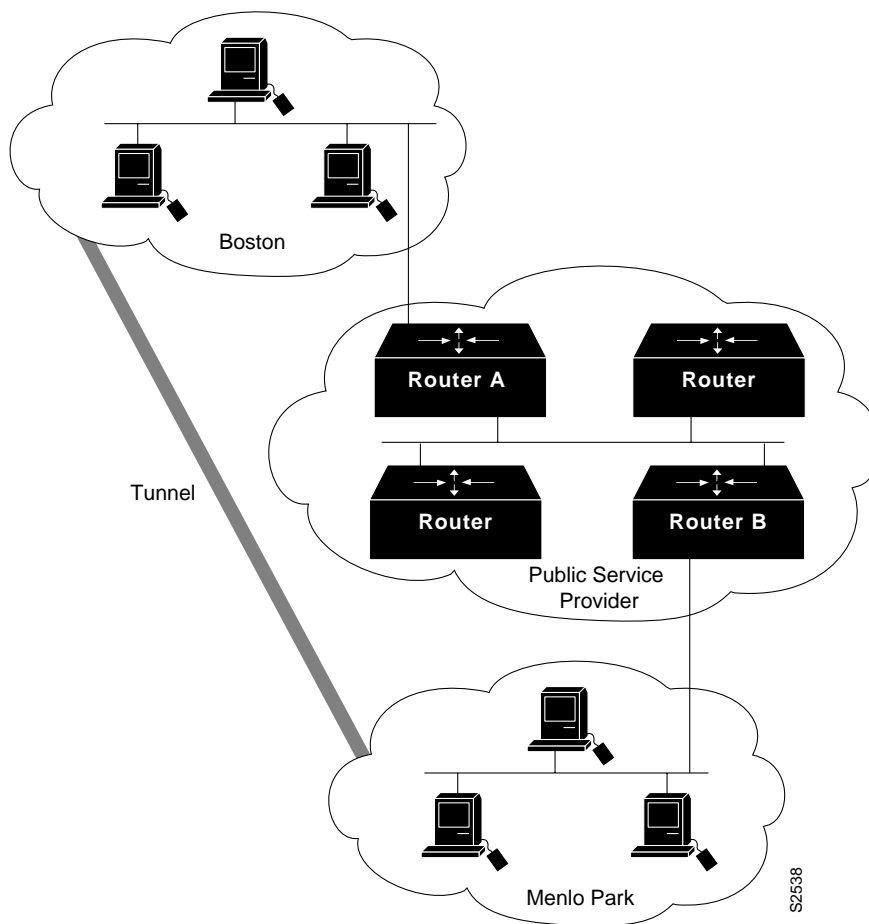 Boston
Router A
Router
Tunnel
Router
Router B
Public Service
Provider
Menlo Park
S2538